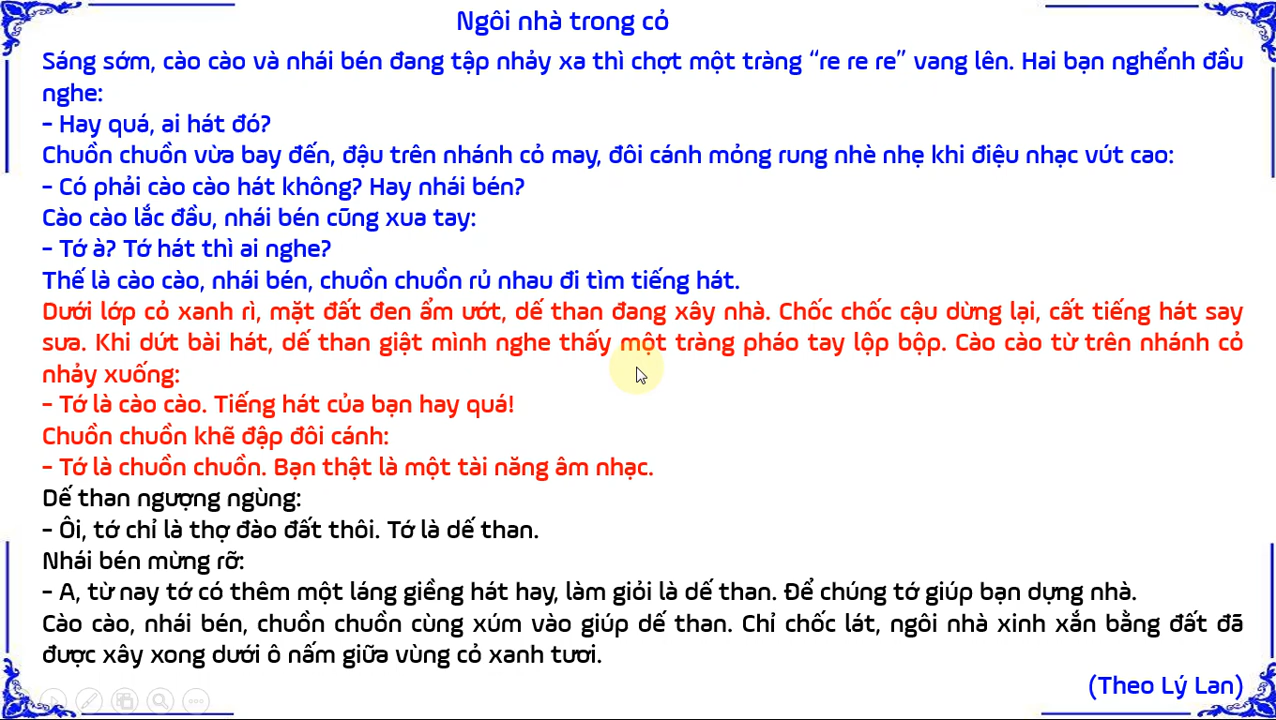 Ngôi nhà trong cỏ
Sáng sớm, cào cào và nhái bén đang tập nhảy xa thì chợt một tràng “re re re” vang lên. Hai bạn nghểnh đầu
nghe:
- Hay quá, ai hát đó?
Chuồn chuồn vừa bay đến, đậu trên nhánh cỏ may, đôi cánh mỏng rung nhè nhẹ khi điệu nhạc vút cao:
- Có phải cào cào hát không? Hay nhái bén?
Cào cào lắc đầu, nhái bén cũng xua tay:
- Tớ à? Tớ hát thì ai nghe?
Thế là cào cào, nhái bén, chuồn chuồn rủ nhau đi tìm tiếng hát.
Dưới lớp cỏ xanh rì, mặt đất đen ẩm ướt, dế than đang xây nhà. Chốc chốc cậu dừng lại, cất tiếng hát say
sưa. Khi dứt bài hát, dế than giật mình nghe thấy một tràng pháo tay lộp bộp. Cào cào từ trên nhánh cỏ
nhảy xuống:
- Tớ là cào cào. Tiếng hát của bạn hay quá!
Chuồn chuồn khẽ đập đôi cánh:
- Tớ là chuồn chuồn. Bạn thật là một tài năng âm nhạc.
Dế than ngượng ngùng:
- Ôi, tớ chỉ là thợ đào đất thôi. Tớ là dế than.
Nhái bén mừng rỡ:
- A, từ nay tớ có thêm một láng giềng hát hay, làm giỏi là dế than. Để chúng tớ giúp bạn dựng nhà.
Cào cào, nhái bén, chuồn chuồn cùng xúm vào giúp dế than. Chỉ chốc lát, ngôi nhà xinh xắn bằng đất đã
được xây xong dưới ô nấm giữa vùng cỏ xanh tươi.
(Theo Lý Lan)